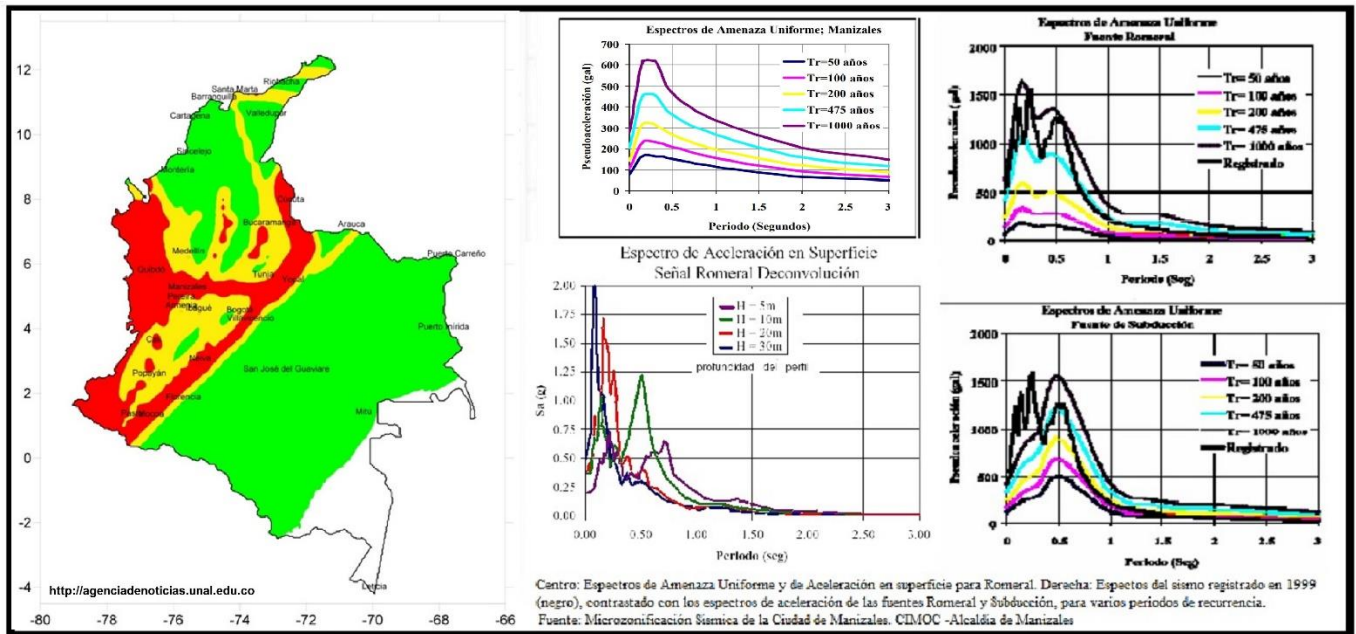 12
10
8
6
4
2
0
-2
-4
-80
-78
-76
-74
-72
-70
-68
-66
Riohacha
Santa Marta
Barranquilla
Cartagena
Valledupar
Sincelejo
Montería
Cúcuta
Bucaramanga
Arauca
Puerto Carreño
Medellín
Quibdó
Tunja
Yopal
Manizales
Pereira
Armenia
Ibagué
Bogotá
Villavicencio
Puerto Inírida
Cali
Neiva
San José del Guaviare
Popayán
Florencia
Mitú
Pasto
Mocoa
Leticia
http://agenciadenoticias.unal.edu.co
Espectros de Amenaza Uniforme; Manizales
Pseudoaceleración (gal)
700
600
500
400
300
200
100
0
Tr=50 años
Tr=100 años
Tr=200 años
Tr=475 años
Tr=1000 años
0
0.5
1
1.5
2
2.5
3
Periodo (Segundos)
Espectro de Aceleración en Superficie
Señal Romeral Deconvolución
Sa (g)
2.00
1.75
1.50
1.25
1.00
0.75
0.50
0.25
0.00
H = 5m
H = 10m
H = 20m
H = 30m
profuncidad del perfil
0.00
0.50
1.00
1.50
2.00
2.50
3.00
Período (seg)
Espectros de Amenaza Uniforme
Fuente Romeral
Pseudoaceleración (gal)
2000
1500
1000
500
0
Tr= 50 años
Tr= 100 años
Tr= 200 años
Tr= 475 años
Tr= 1000 años
Registrado
0
0.5
1
1.5
2
2.5
3
Periodo (Seg)
Espectros de Amenaza Uniforme
Fuente de Subducción
Pseudoaceleración (gal)
2000
1500
1000
500
0
Tr= 50 años
Tr= 100 años
Tr= 200 años
Tr= 475 años
Tr= 1000 años
Registrado
0
0.5
1
1.5
2
2.5
3
Periodo (Seg)
Centro: Espectros de Amenaza Uniforme y de Aceleración en superficie para Romeral. Derecha: Espectos del sismo registrado en 1999
(negro), contrastado con los espectros de aceleración de las fuentes Romeral y Subducción, para varios periodos de recurrencia.
Fuente: Microzonificación Sísmica de la Ciudad de Manizales. CIMOC -Alcaldía de Manizales